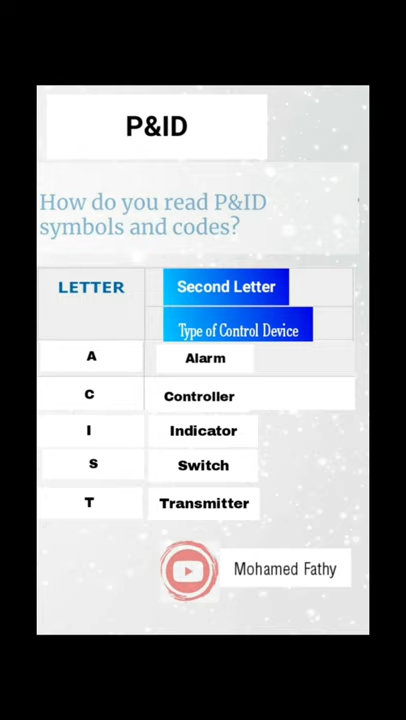 P&ID
How do you read P&ID
symbols and codes?
LETTER
Second Letter
Type of Control Device
A Alarm
C Controller
I Indicator
S Switch
T Transmitter
Mohamed Fathy